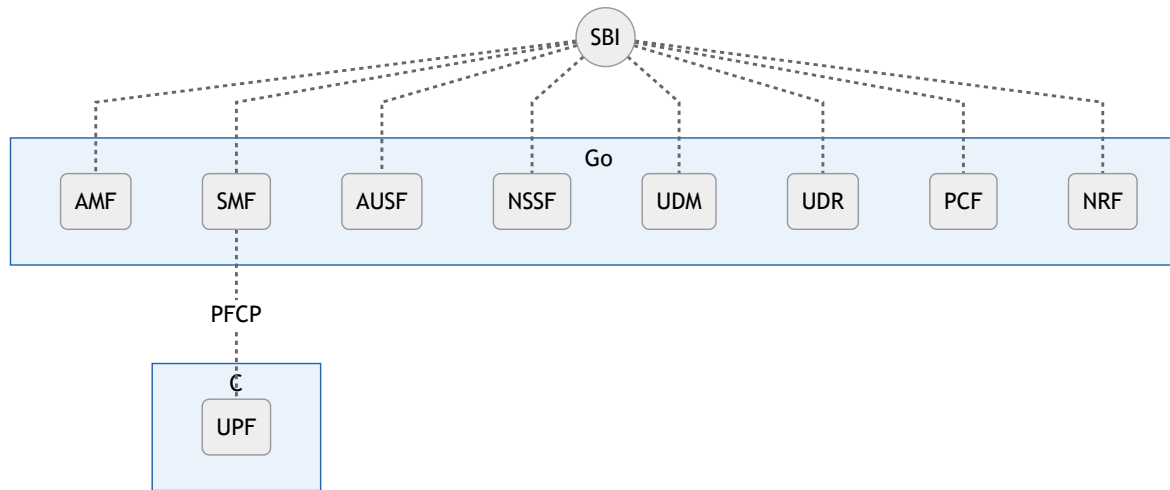 SBI
Go
AMF
SMF
AUSF
NSSF
UDM
UDR
PCF
NRF
PFCP
C
UPF